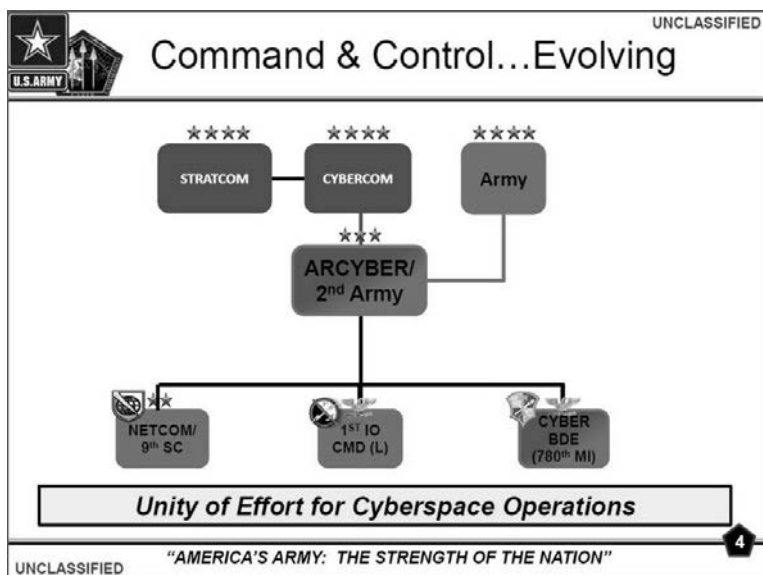 UNCLASSIFIED
Command & Control…Evolving
U.S.ARMY
STRATCOM
CYBERCOM
Army
ARCYBER/
2nd Army
NETCOM/
9th SC
1ST IO
CMD (L)
CYBER
BDE
(780th MI)
Unity of Effort for Cyberspace Operations
4
UNCLASSIFIED
“AMERICA’S ARMY: THE STRENGTH OF THE NATION”